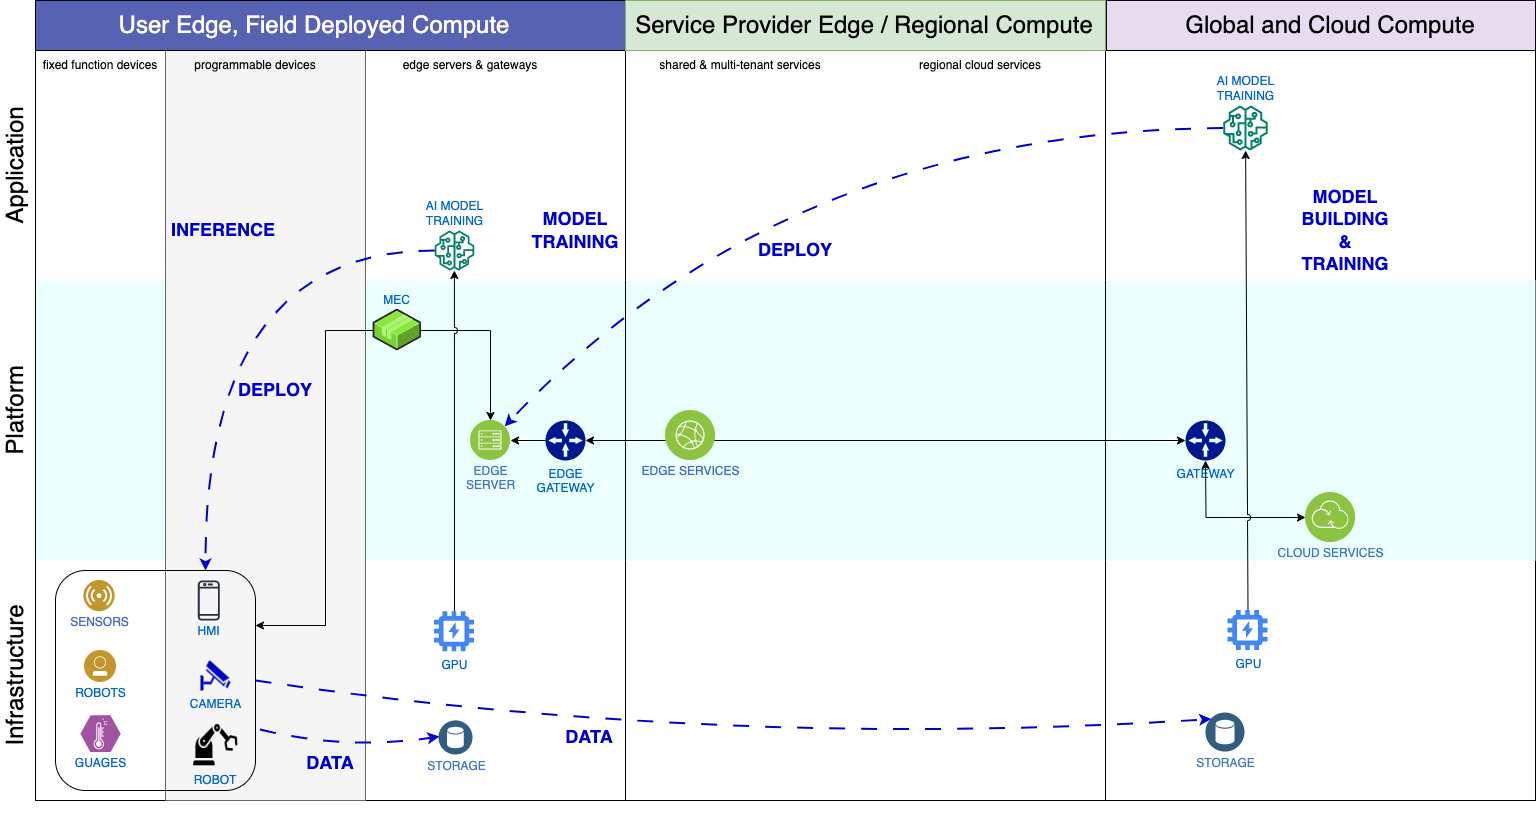 User Edge, Field Deployed Compute
Service Provider Edge / Regional Compute
Global and Cloud Compute
fixed function devices
programmable devices
edge servers & gateways
shared & multi-tenant services
regional cloud services
Application
AI MODEL
TRAINING
MODEL
BUILDING
&
TRAINING
AI MODEL
TRAINING
INFERENCE
MODEL
TRAINING
DEPLOY
Platform
MEC
DEPLOY
EDGE
SERVER
EDGE
GATEWAY
EDGE SERVICES
GATEWAY
CLOUD SERVICES
Infrastructure
SENSORS
HMI
GPU
GPU
ROBOTS
CAMERA
GUAGES
ROBOT
DATA
STORAGE
DATA
STORAGE